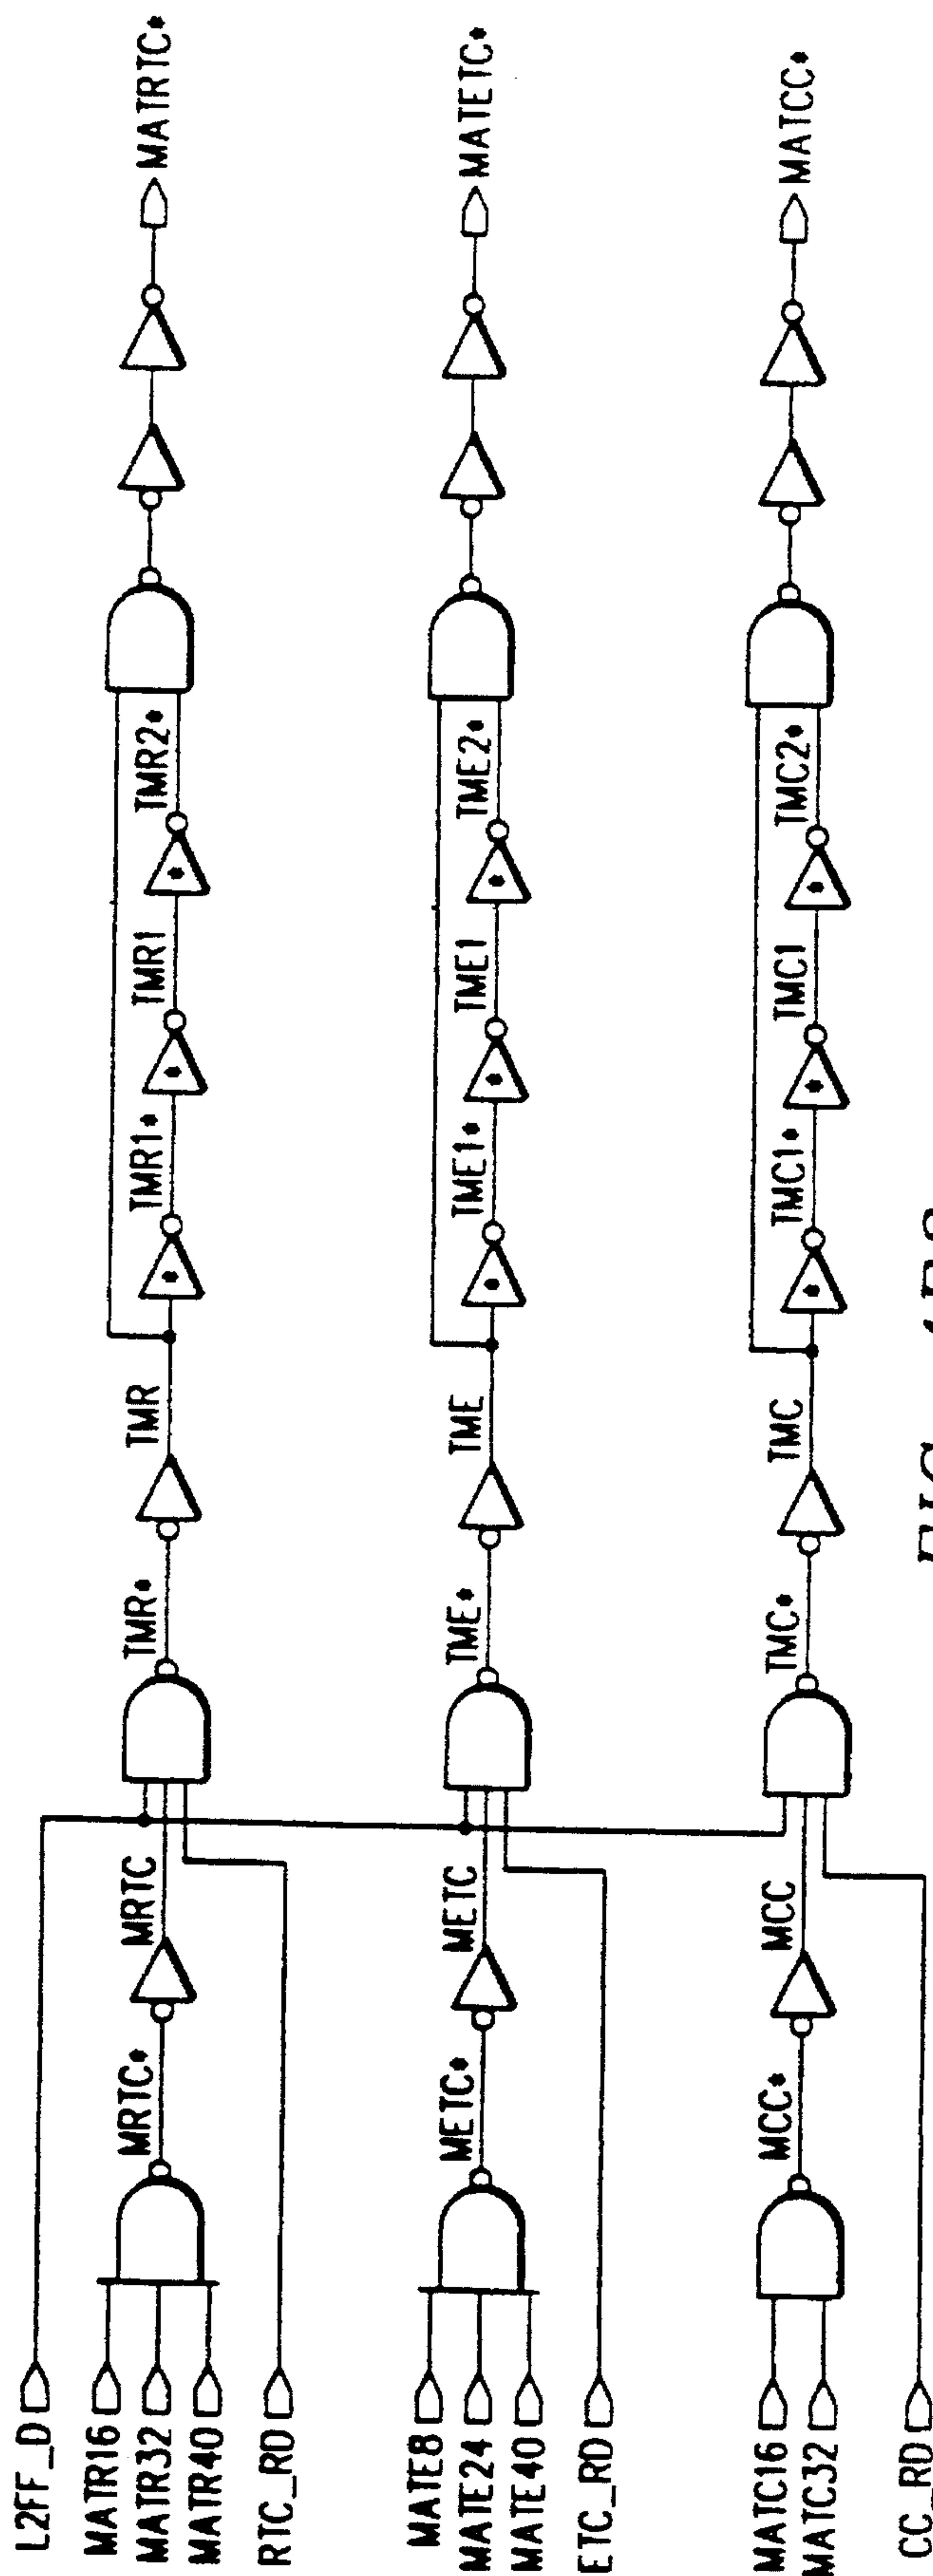 L2FF_D
MATR16
MATR32
MATR40
RTC_RD
MRTC*
MRTC
TMR*
TMR
TMR1*
TMR1
TMR2*
MATRTC*
MATE8
MATE24
MATE40
ETC_RD
METC*
METC
TME*
TME
TME1*
TME1
TME2*
MATETC*
MATC16
MATC32
CC_RD
MCC*
MCC
TMC*
TMC
TMC1*
TMC1
TMC2*
MATCC*